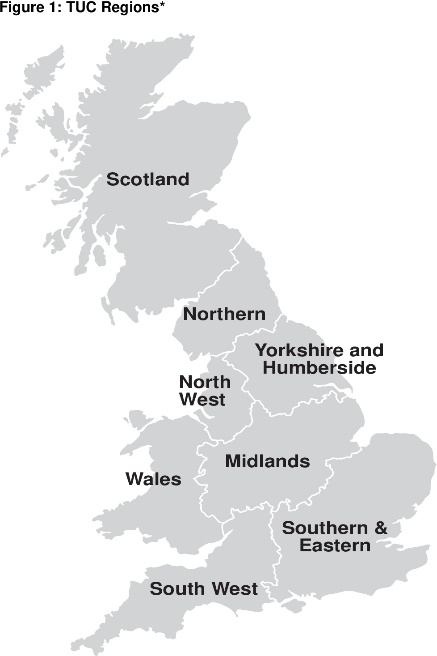 Figure 1: TUC Regions*
Scotland
Northern
Yorkshire and
Humberside
North
West
Midlands
Wales
Southern &
Eastern
South West